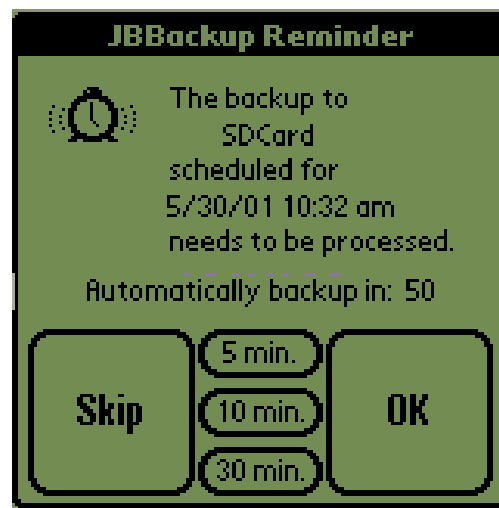 JBBackup Reminder
The backup to
SDCard
scheduled for
5/30/01 10:32 am
needs to be processed.
Automatically backup in: 50
5 min.
Skip
10 min.
OK
30 min.